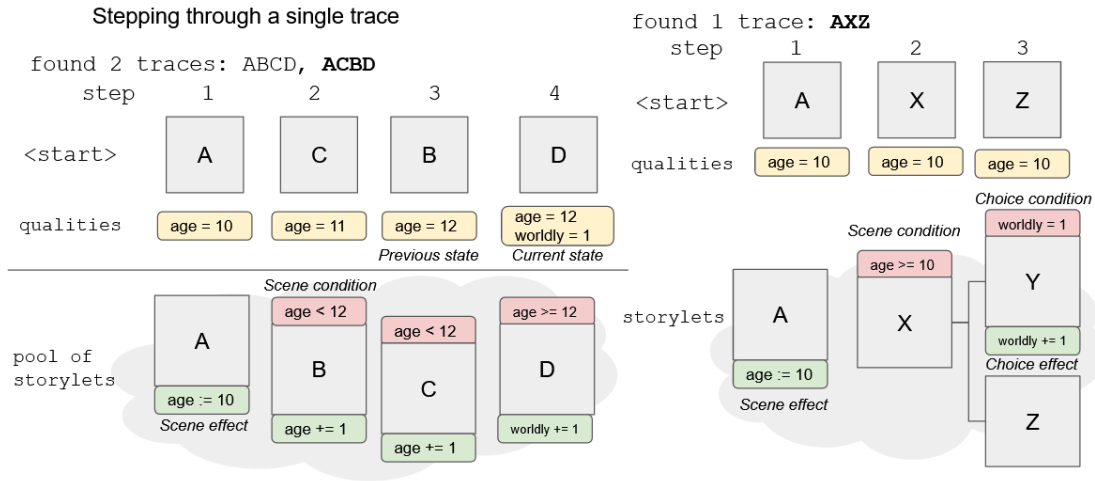 Stepping through a single trace
found 2 traces: ABCD, ACBD
step 1 2 3 4
<start> A C B D
qualities age = 10 age = 11 age = 12 age = 12
worldly = 1
Previous state Current state
Scene condition
age < 12 age < 12 age >= 12
pool of
storylets
A B C D
age := 10 age += 1 age += 1 worldly += 1
Scene effect
found 1 trace: AXZ
step 1 2 3
<start> A X Z
qualities age = 10 age = 10 age = 10
Choice condition
worldly = 1
Scene condition
age >= 10
storylets A X Y
worldly += 1
Choice effect
age := 10
Scene effect
Z